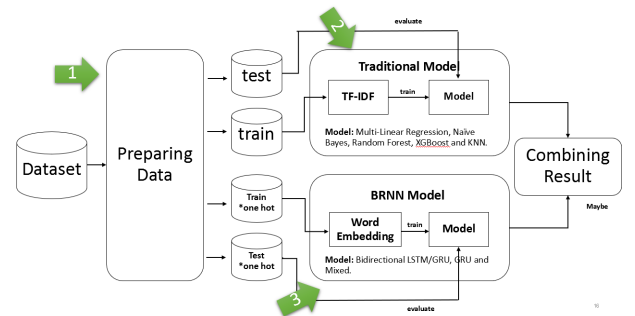 evaluate
1
2
test
Traditional Model
TF-IDF
train
Model
train
Model: Multi-Linear Regression, Naïve
Bayes, Random Forest, XGBoost and KNN.
Dataset
Preparing
Data
Combining
Result
Maybe
Train
*one hot
BRNN Model
Word
Embedding
train
Model
Test
*one hot
Model: Bidirectional LSTM/GRU, GRU and
Mixed.
3
evaluate